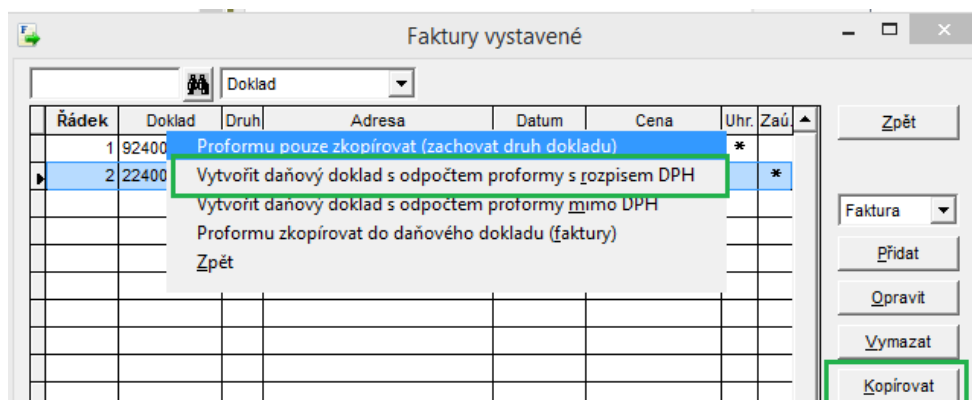 Faktury vystavené
Doklad
Řádek Doklad Druh Adresa Datum Cena Uhr. Zaú.
Zpět
1 92400 Proformu pouze zkopírovat (zachovat druh dokladu) *
2 22400 Vytvořit daňový doklad s odpočtem proformy s rozpisem DPH *
Vytvořit daňový doklad s odpočtem proformy mimo DPH
Faktura
Proformu zkopírovat do daňového dokladu (faktury)
Zpět
Přidat
Opravit
Vymazat
Kopírovat